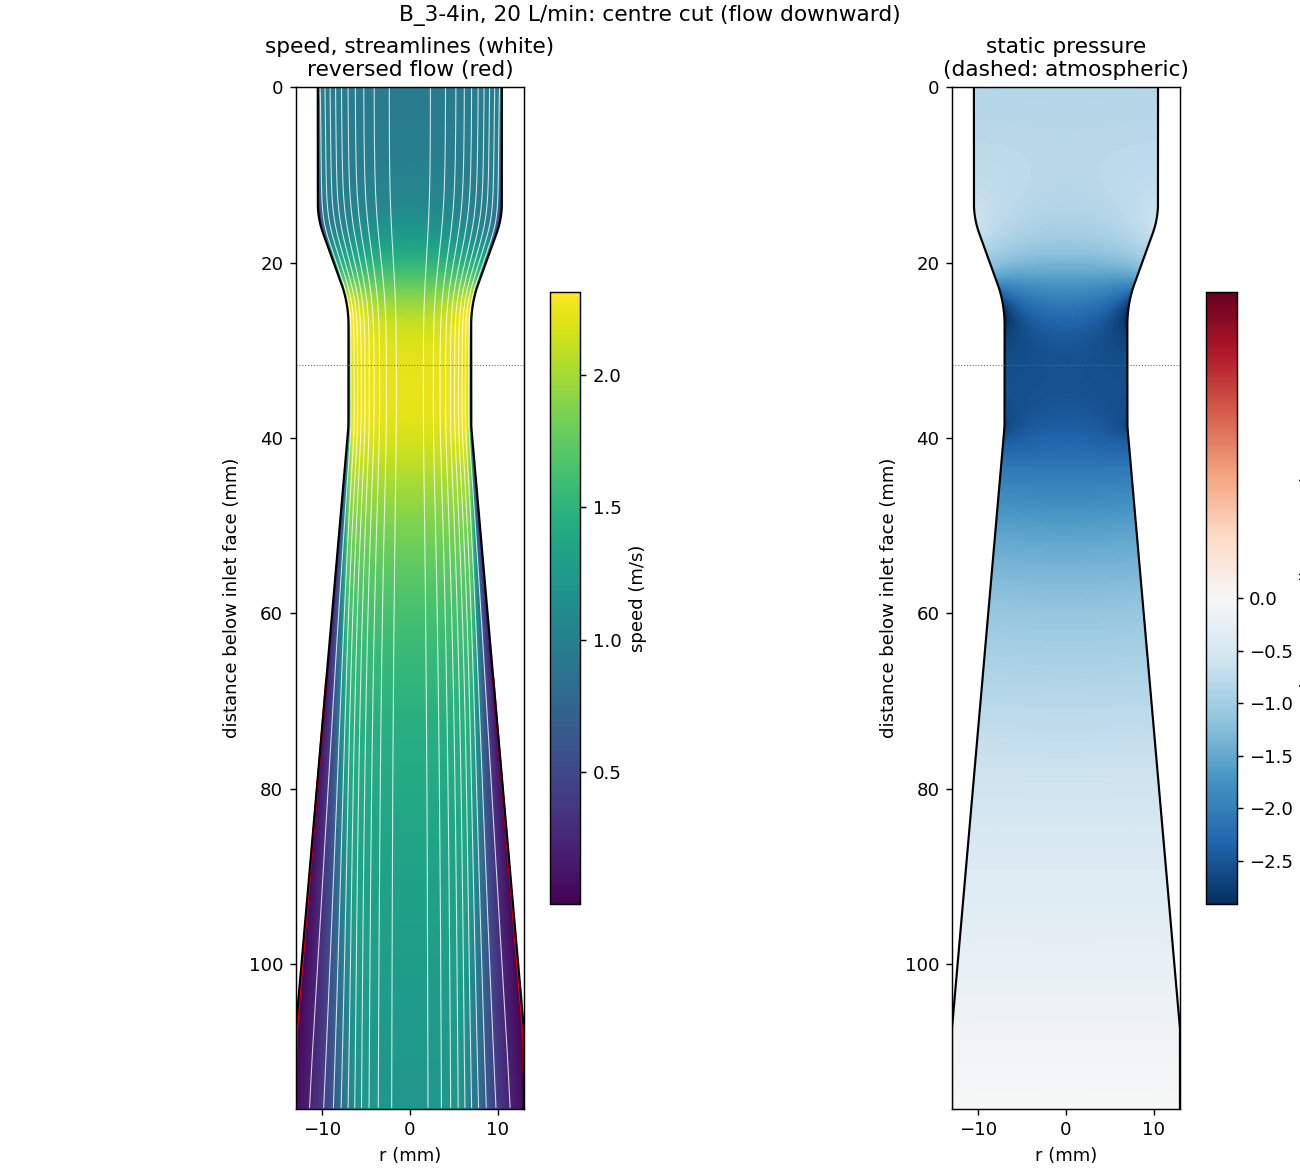 B_3-4in, 20 L/min: centre cut (flow downward)
speed, streamlines (white)
reversed flow (red)
0
20
40
60
80
100
distance below inlet face (mm)
−10
0
10
r (mm)
2.0
1.5
1.0
0.5
speed (m/s)
static pressure
(dashed: atmospheric)
0
20
40
60
80
100
distance below inlet face (mm)
−10
0
10
r (mm)
0.0
−0.5
−1.0
−1.5
−2.0
−2.5